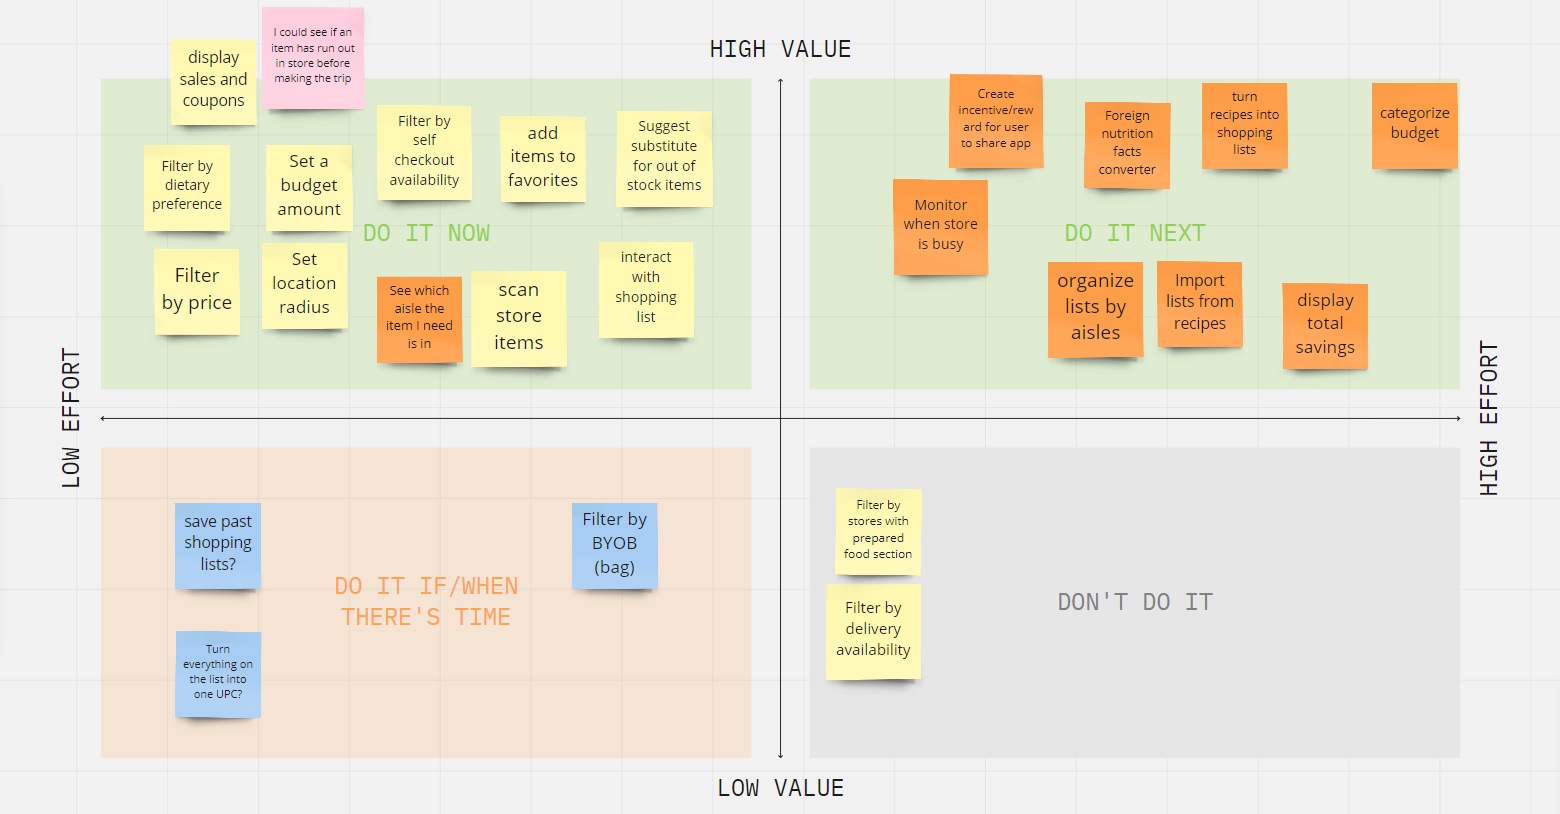 HIGH VALUE
display
sales and
coupons
I could see if an
item has run out
in store before
making the trip
Filter by
self
checkout
availability
add
items to
favorites
Suggest
substitute
for out of
stock items
Filter by
dietary
preference
Set a
budget
amount
DO IT NOW
Filter
by price
Set
location
radius
See which
aisle the
item I need
is in
scan
store
items
interact
with
shopping
list
Create
incentive/rew
ard for user
to share app
Foreign
nutrition
facts
converter
turn
recipes into
shopping
lists
categorize
budget
Monitor
when store
is busy
DO IT NEXT
organize
lists by
aisles
Import
lists from
recipes
display
total
savings
LOW EFFORT
HIGH EFFORT
save past
shopping
lists?
Filter by
BYOB
(bag)
DO IT IF/WHEN
THERE'S TIME
Turn
everything on
the list into
one UPC?
Filter by
stores with
prepared
food section
Filter by
delivery
availability
DON'T DO IT
LOW VALUE